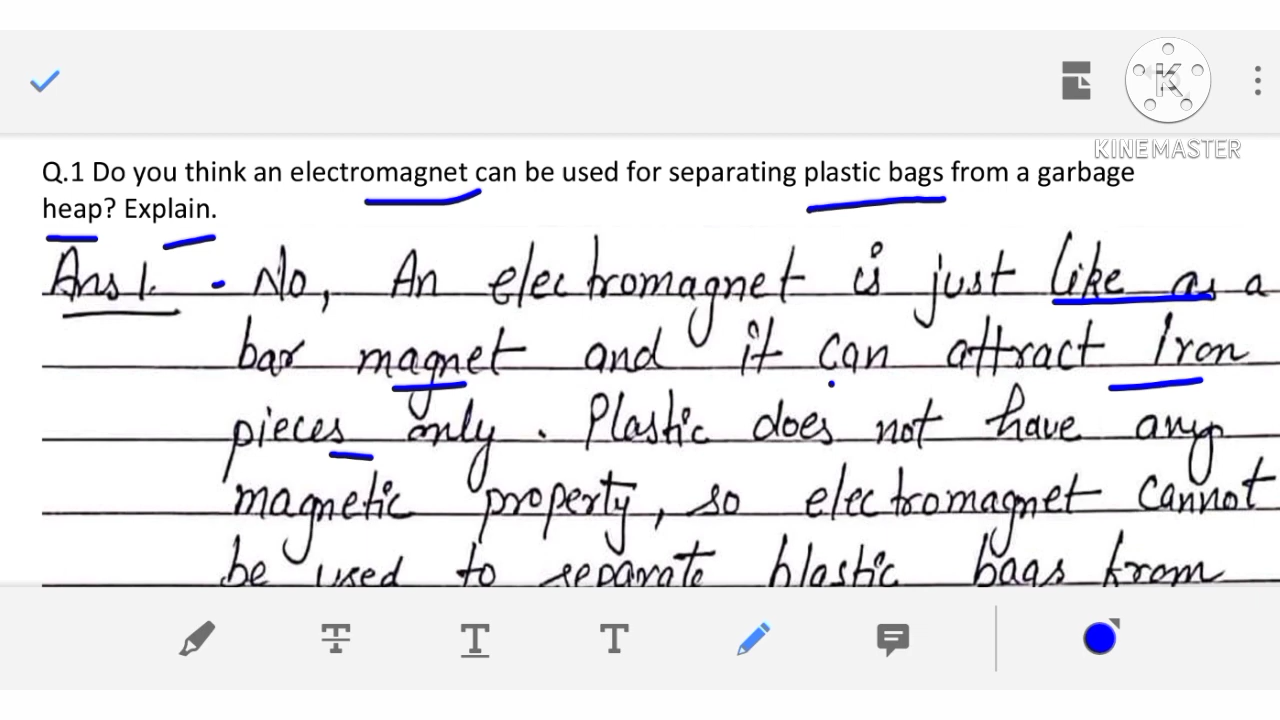 KINEMASTER
Q.1 Do you think an electromagnet can be used for separating plastic bags from a garbage
heap? Explain.
Ans 1. - No, An electromagnet is just like as a
bar magnet and it can attract Iron
pieces only. Plastic does not have any
magnetic property, so electromagnet cannot
be used to separate plastic bags from